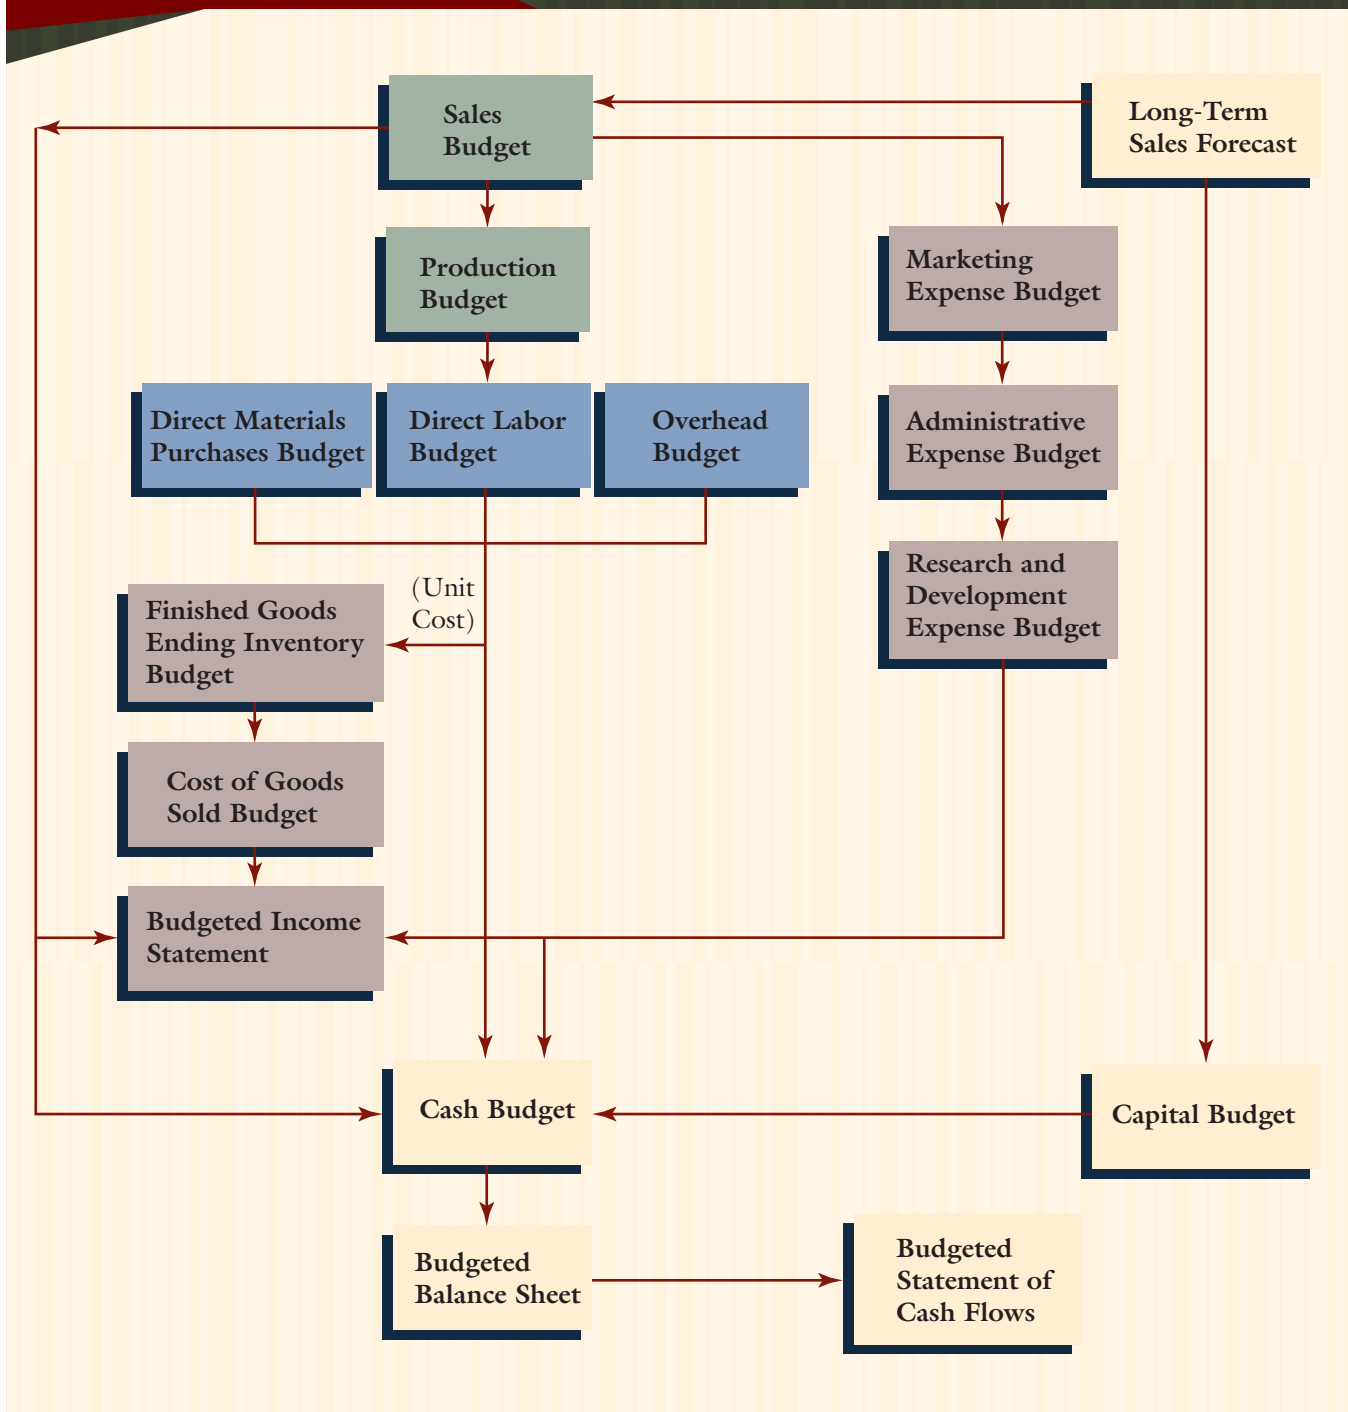 Sales
Budget
Long-Term
Sales Forecast
Production
Budget
Marketing
Expense Budget
Direct Materials
Purchases Budget
Direct Labor
Budget
Overhead
Budget
Administrative
Expense Budget
(Unit
Cost)
Research and
Development
Expense Budget
Finished Goods
Ending Inventory
Budget
Cost of Goods
Sold Budget
Budgeted Income
Statement
Cash Budget
Capital Budget
Budgeted
Balance Sheet
Budgeted
Statement of
Cash Flows